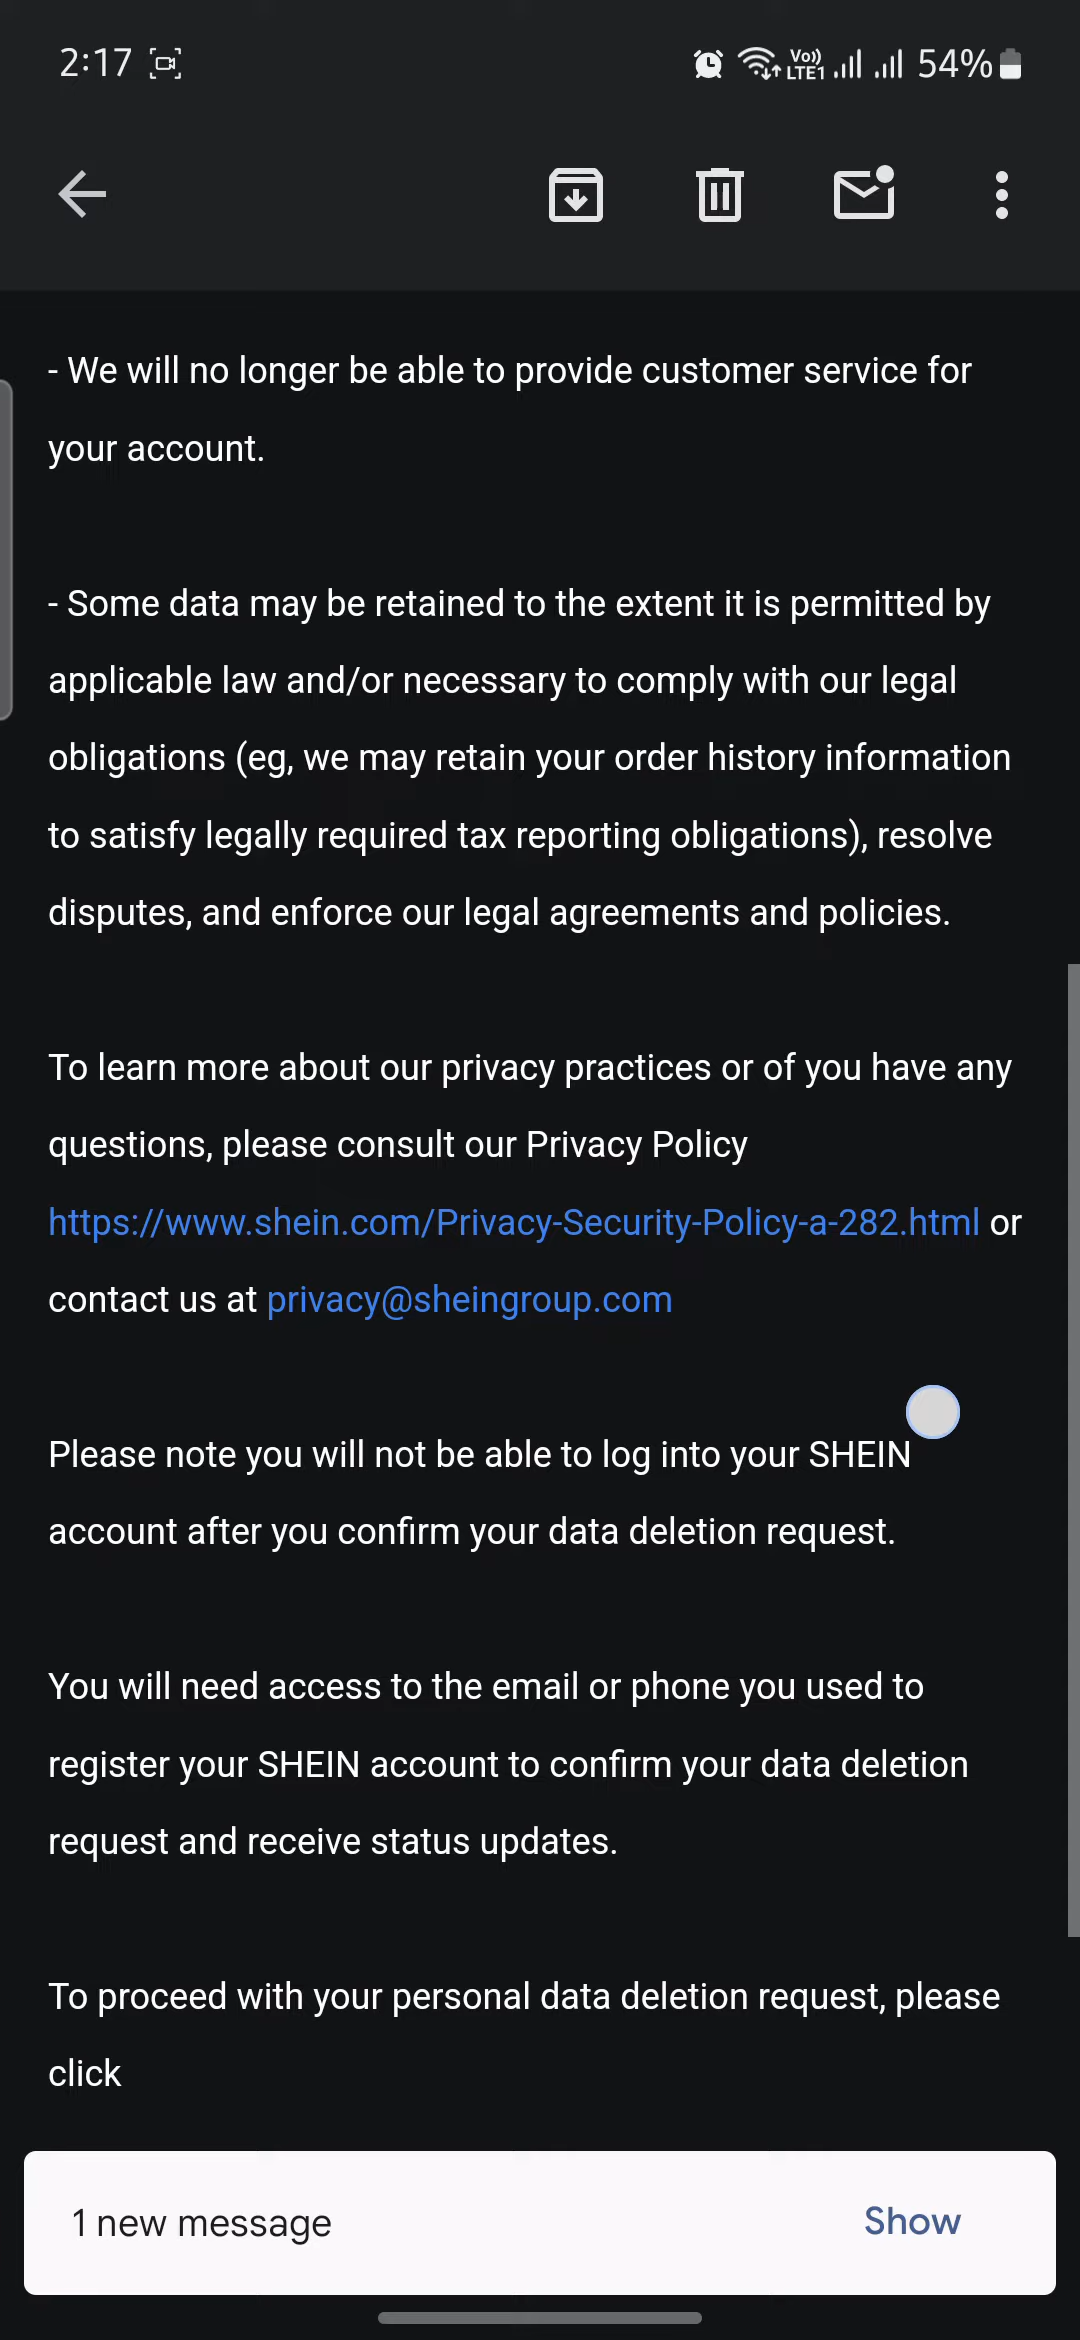 2:17
Vo)) LTE1
54%
- We will no longer be able to provide customer service for
your account.
- Some data may be retained to the extent it is permitted by
applicable law and/or necessary to comply with our legal
obligations (eg, we may retain your order history information
to satisfy legally required tax reporting obligations), resolve
disputes, and enforce our legal agreements and policies.
To learn more about our privacy practices or of you have any
questions, please consult our Privacy Policy
https://www.shein.com/Privacy-Security-Policy-a-282.html or
contact us at privacy@sheingroup.com
Please note you will not be able to log into your SHEIN
account after you confirm your data deletion request.
You will need access to the email or phone you used to
register your SHEIN account to confirm your data deletion
request and receive status updates.
To proceed with your personal data deletion request, please
click
1 new message
Show